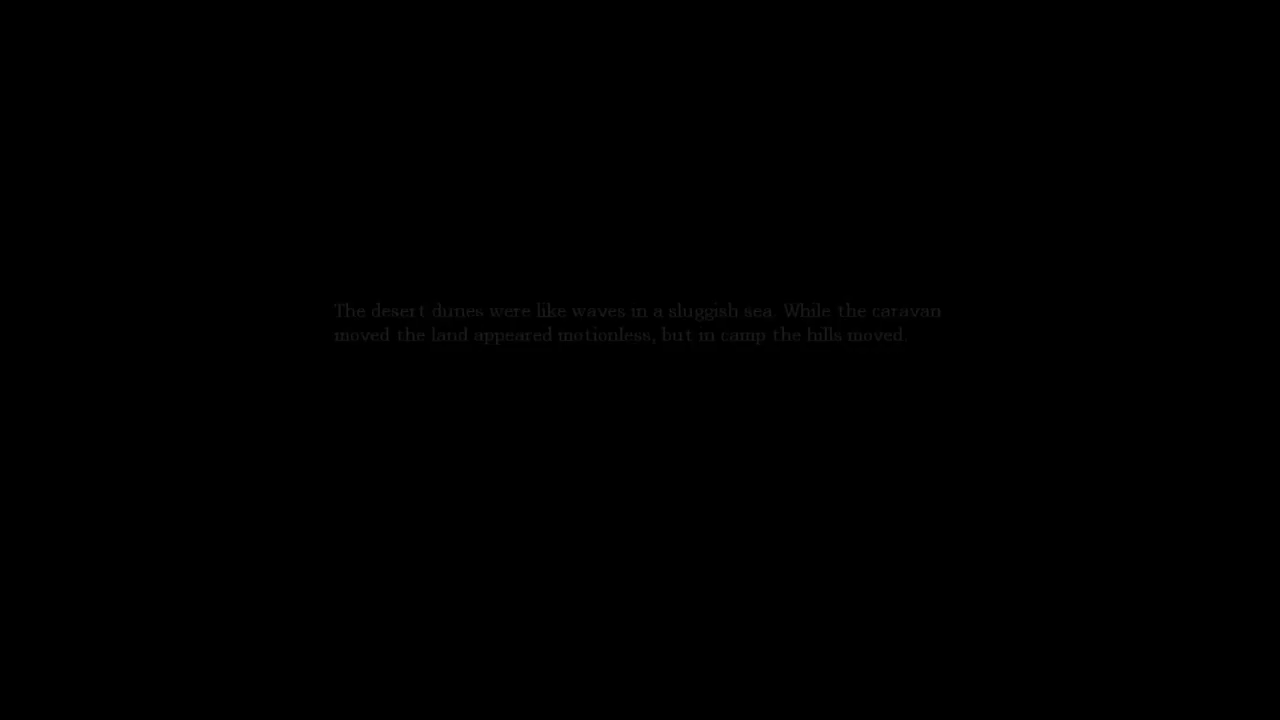 The desert dunes were like waves in a sluggish sea. While the caravan
moved the land appeared motionless, but in camp the hills moved.